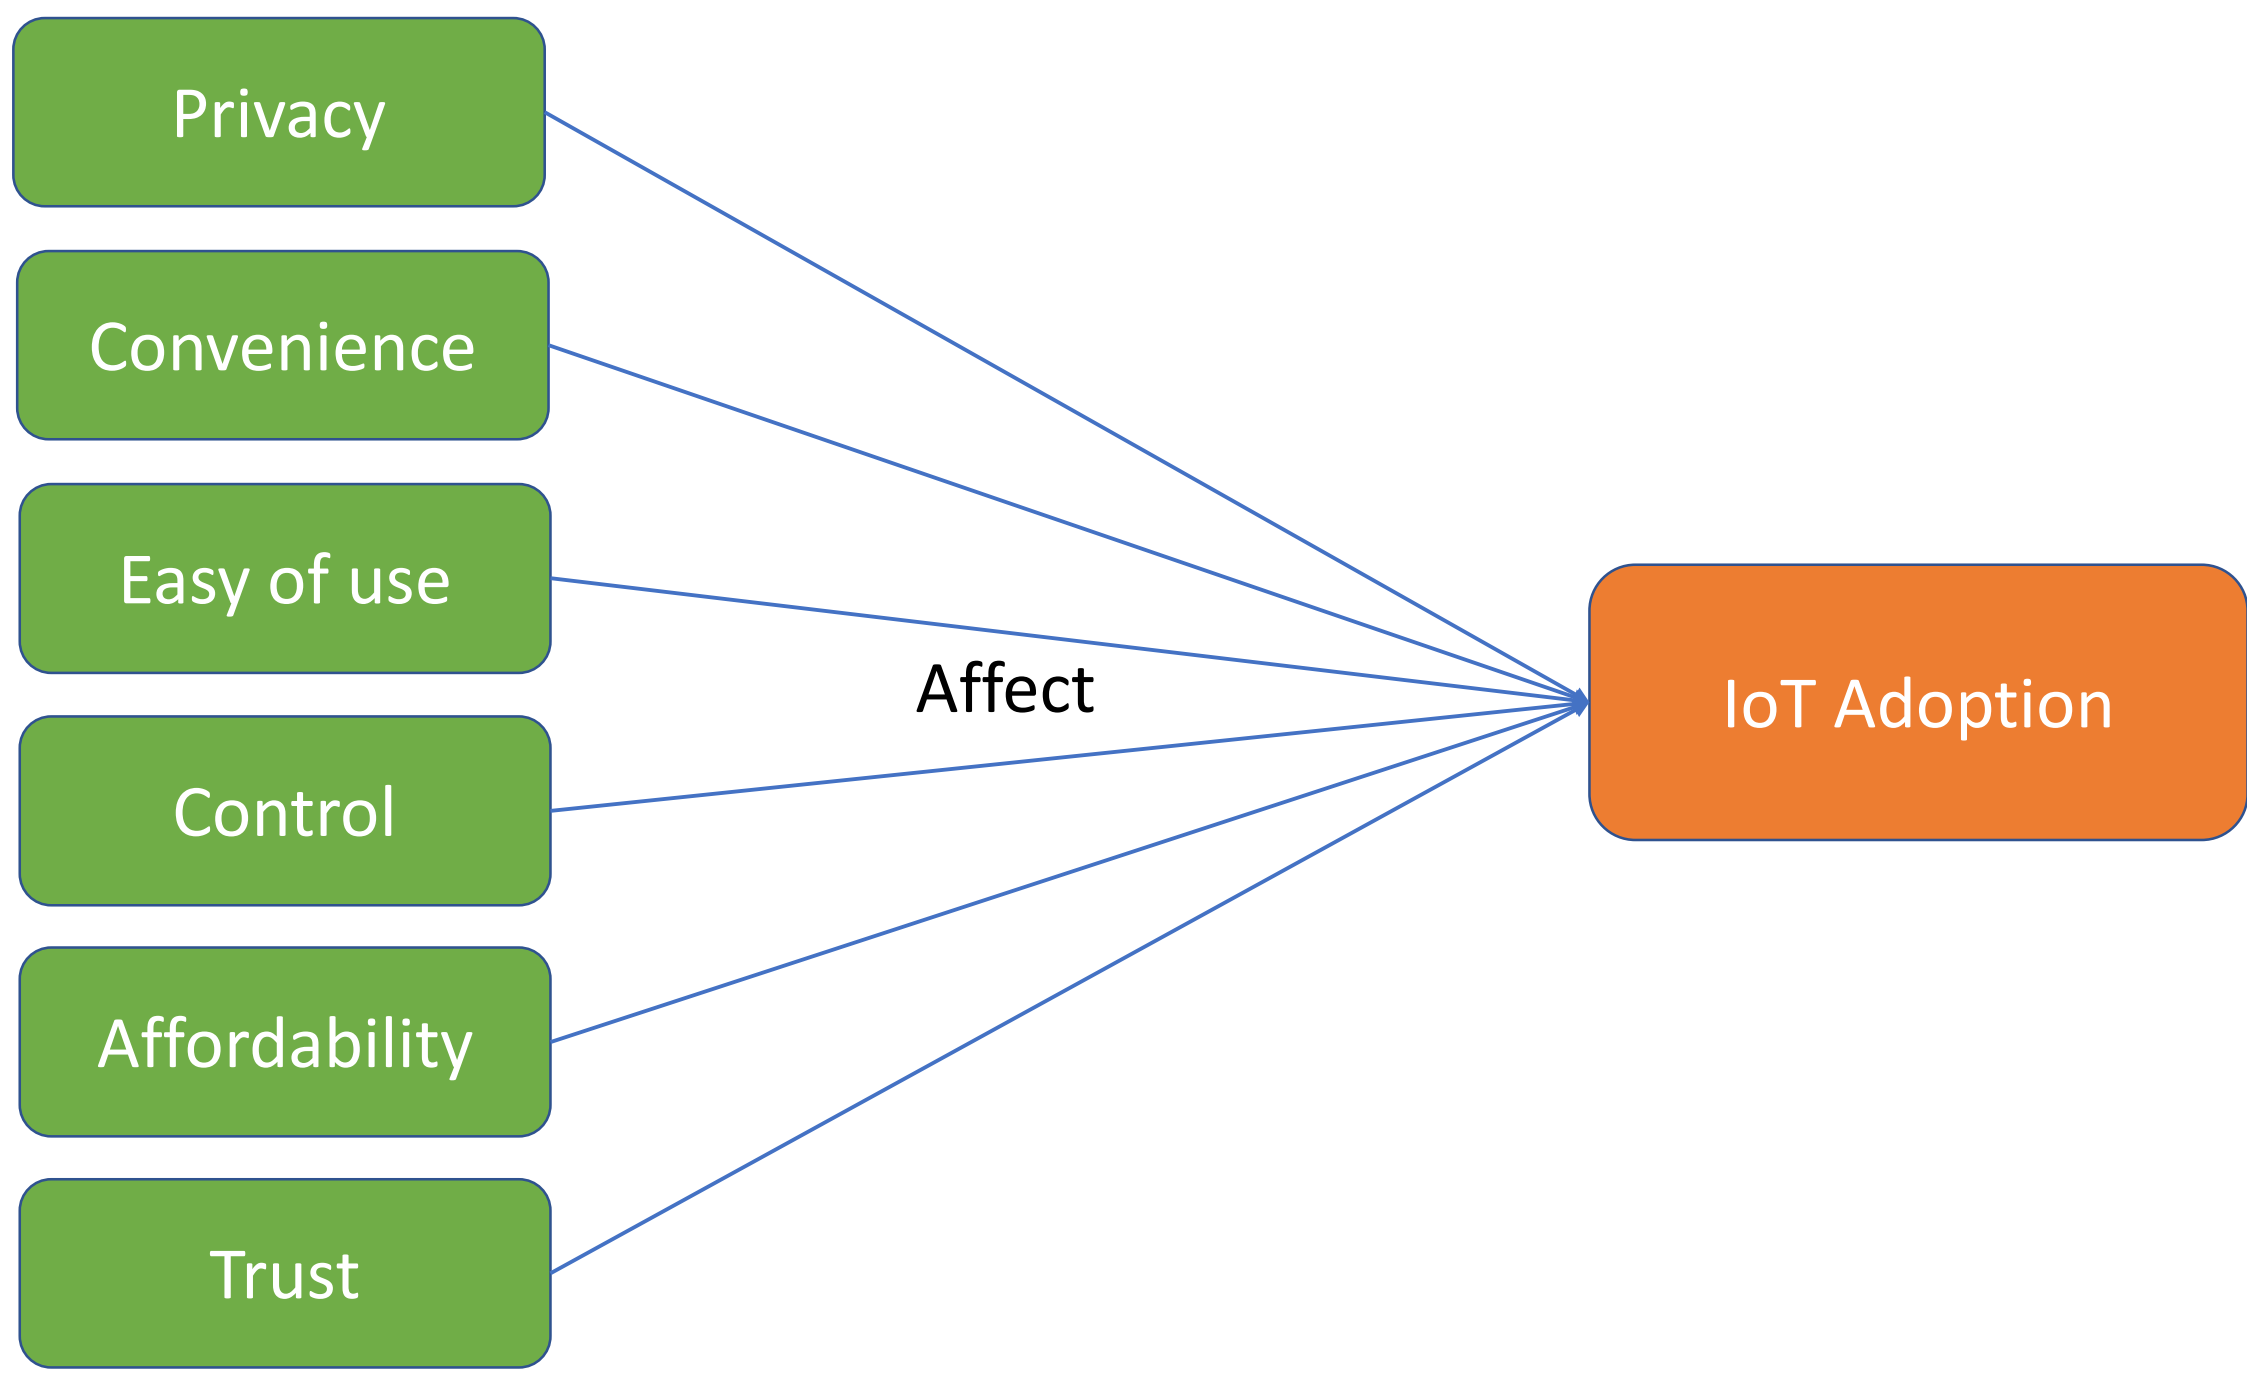 Privacy
Convenience
Easy of use
Affect
IoT Adoption
Control
Affordability
Trust